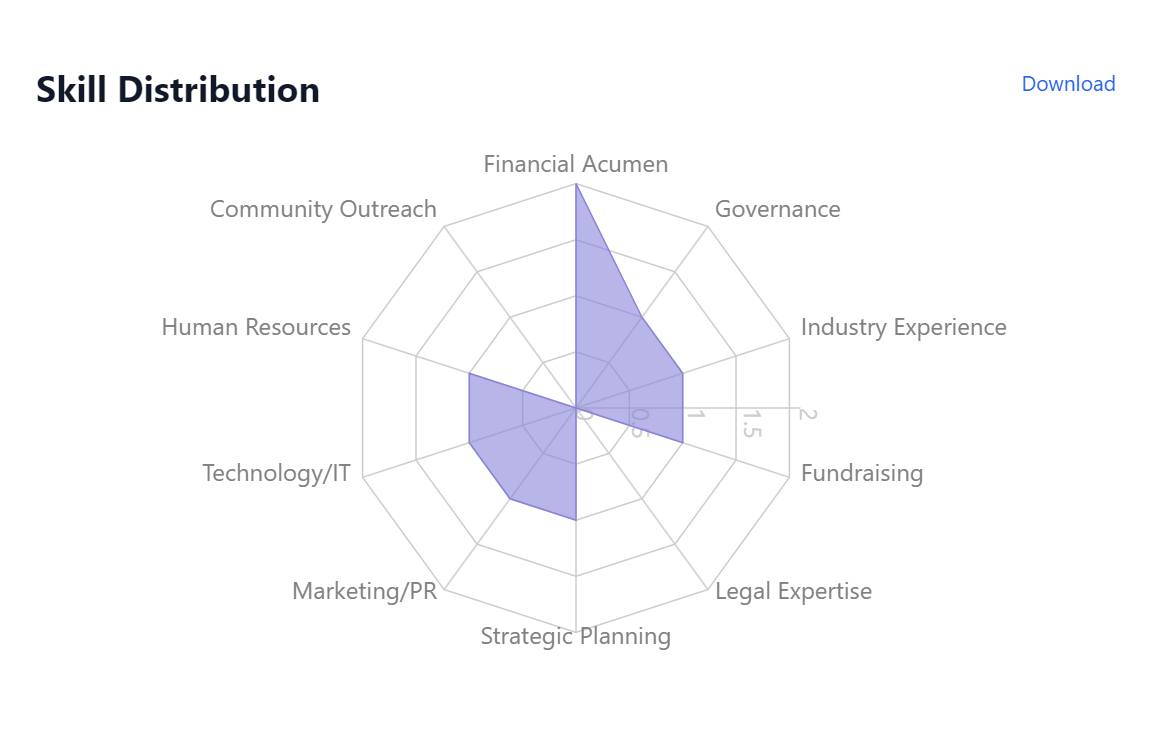 Skill Distribution
Download
Financial Acumen
Community Outreach
Governance
Human Resources
Industry Experience
0
0.5
1
1.5
2
Technology/IT
Fundraising
Marketing/PR
Legal Expertise
Strategic Planning